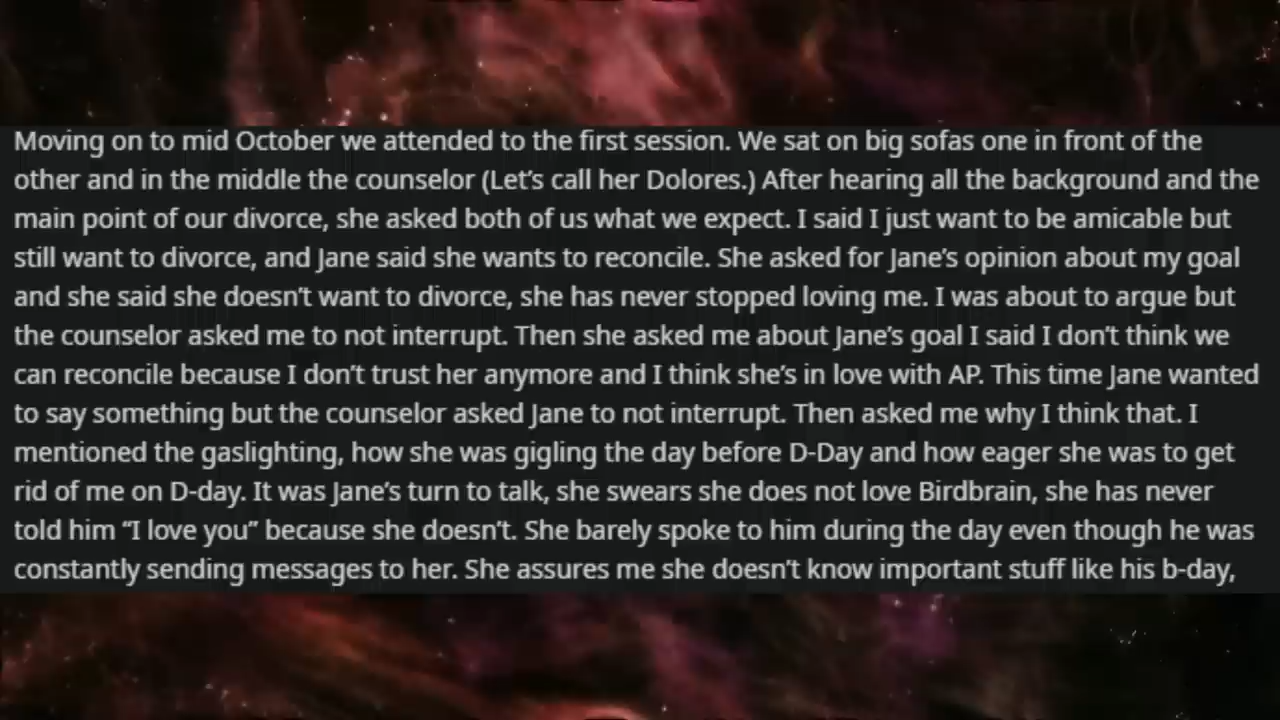 Moving on to mid October we attended to the first session. We sat on big sofas one in front of the
other and in the middle the counselor (Let's call her Dolores.) After hearing all the background and the
main point of our divorce, she asked both of us what we expect. I said I just want to be amicable but
still want to divorce, and Jane said she wants to reconcile. She asked for Jane's opinion about my goal
and she said she doesn't want to divorce, she has never stopped loving me. I was about to argue but
the counselor asked me to not interrupt. Then she asked me about Jane's goal I said I don't think we
can reconcile because I don't trust her anymore and I think she's in love with AP. This time Jane wanted
to say something but the counselor asked Jane to not interrupt. Then asked me why I think that. I
mentioned the gaslighting, how she was gigling the day before D-Day and how eager she was to get
rid of me on D-day. It was Jane's turn to talk, she swears she does not love Birdbrain, she has never
told him “I love you” because she doesn't. She barely spoke to him during the day even though he was
constantly sending messages to her. She assures me she doesn't know important stuff like his b-day,